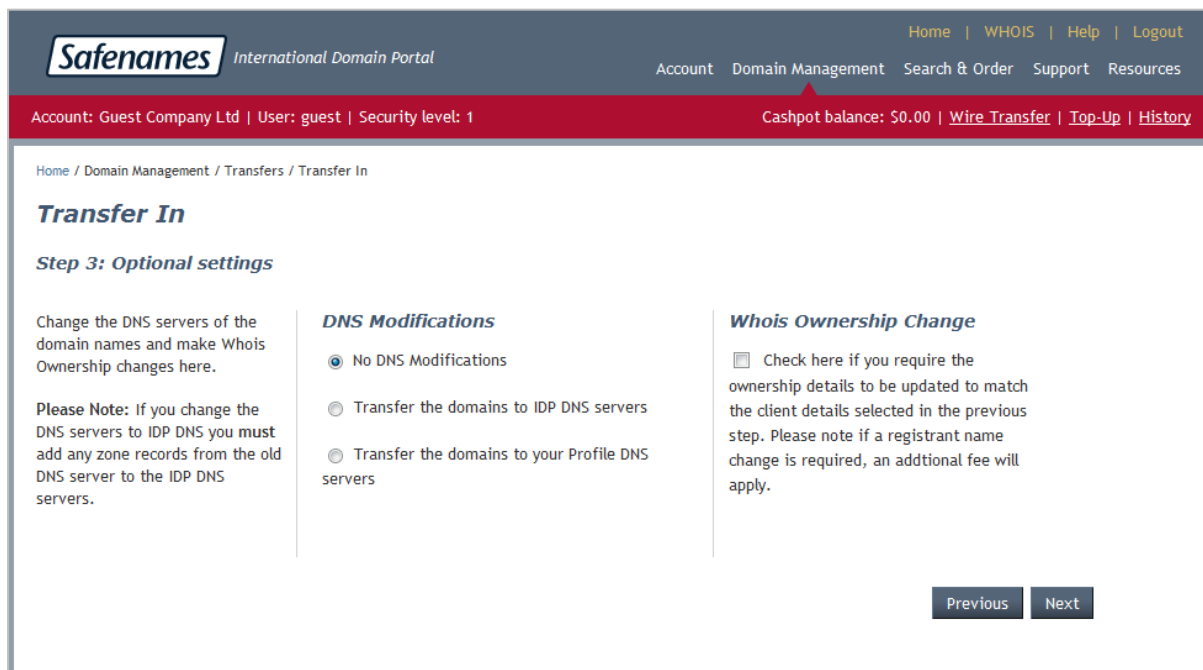 Home | WHOIS | Help | Logout
Safenames International Domain Portal
Account Domain Management Search & Order Support Resources
Account: Guest Company Ltd | User: guest | Security level: 1
Cashpot balance: $0.00 | Wire Transfer | Top-Up | History
Home / Domain Management / Transfers / Transfer In
Transfer In
Step 3: Optional settings
Change the DNS servers of the
domain names and make Whois
Ownership changes here.
Please Note: If you change the
DNS servers to IDP DNS you must
add any zone records from the old
DNS server to the IDP DNS
servers.
DNS Modifications
No DNS Modifications
Transfer the domains to IDP DNS servers
Transfer the domains to your Profile DNS
servers
Whois Ownership Change
Check here if you require the
ownership details to be updated to match
the client details selected in the previous
step. Please note if a registrant name
change is required, an addtional fee will
apply.
Previous Next